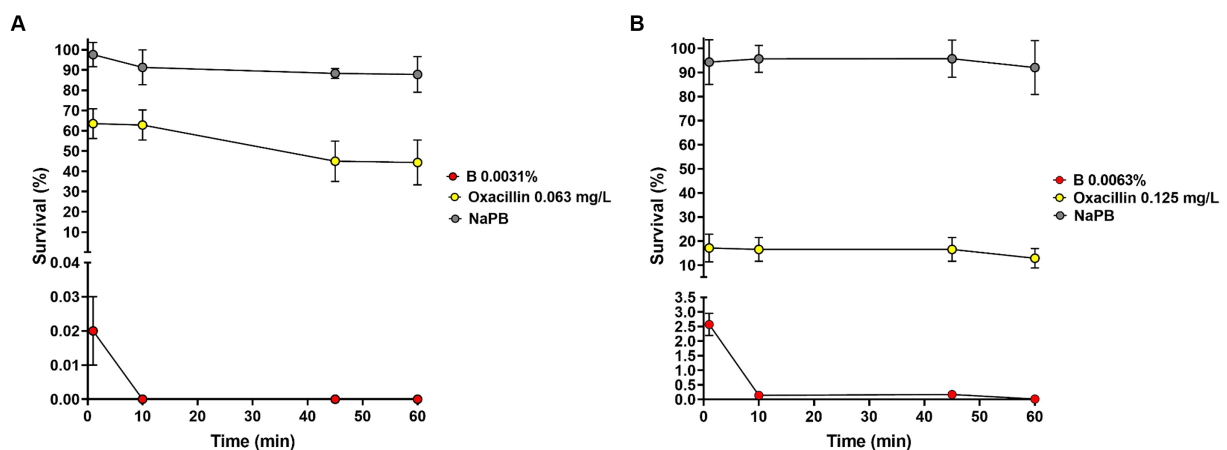 A
Survival (%)
100
90
80
70
60
50
40
30
20
10
0.04
0.03
0.02
0.01
0.00
0 10 20 30 40 50 60
Time (min)
B 0.0031%
Oxacillin 0.063 mg/L
NaPB
B
Survival (%)
100
90
80
70
60
50
40
30
20
10
3.5
3.0
2.5
2.0
1.5
1.0
0.5
0.0
0 10 20 30 40 50 60
Time (min)
B 0.0063%
Oxacillin 0.125 mg/L
NaPB